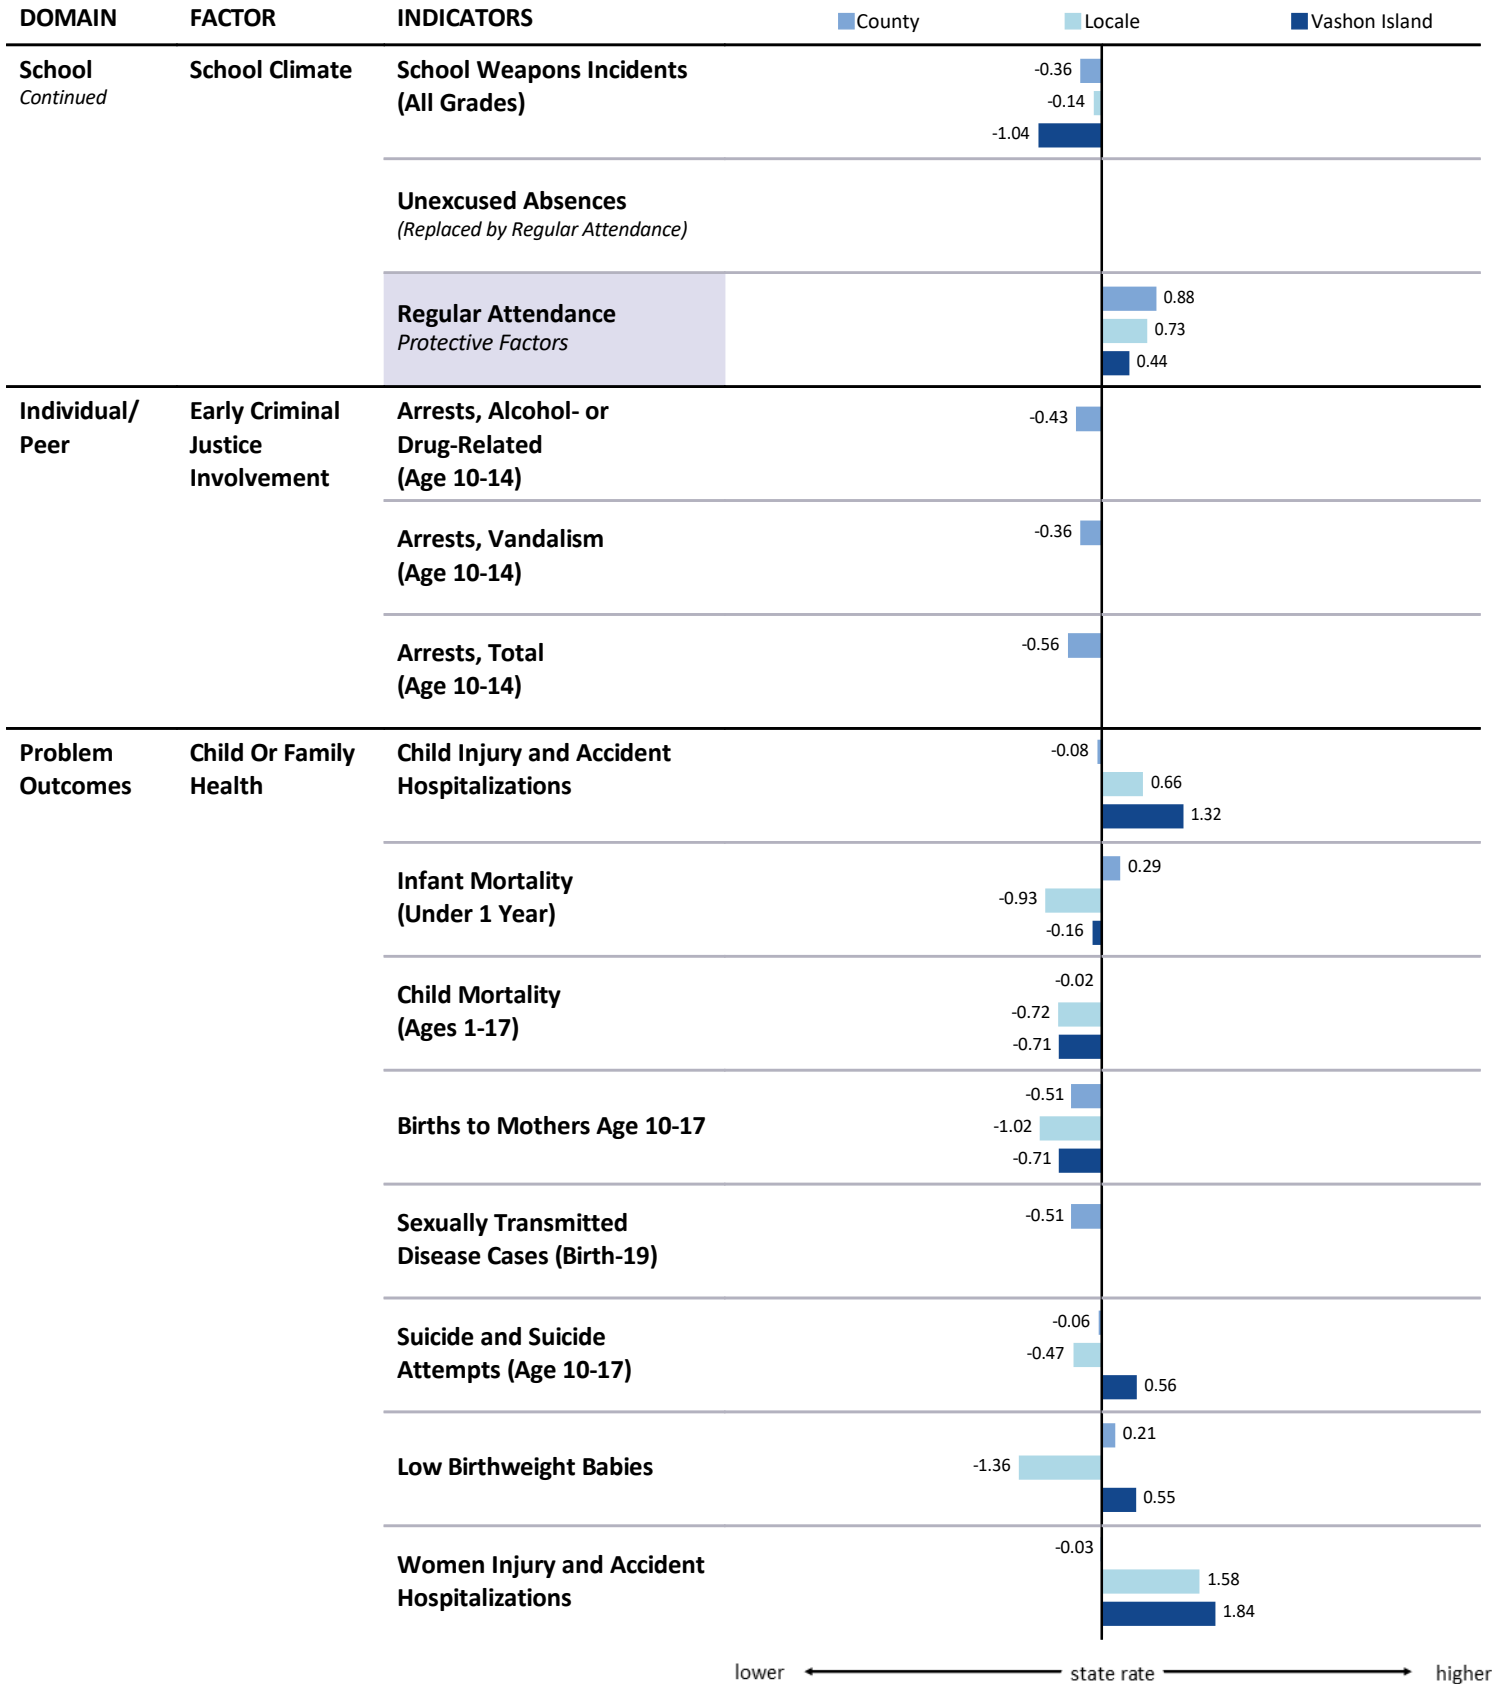 DOMAIN FACTOR INDICATORS County Locale Vashon Island
School School Climate School Weapons Incidents
Continued (All Grades)
-0.36
-0.14
-1.04
Unexcused Absences
(Replaced by Regular Attendance)
Regular Attendance
Protective Factors
0.88
0.73
0.44
Individual/ Early Criminal Arrests, Alcohol- or
Peer Justice Drug-Related
Involvement (Age 10-14)
-0.43
Arrests, Vandalism
(Age 10-14)
-0.36
Arrests, Total
(Age 10-14)
-0.56
Problem Child Or Family Child Injury and Accident
Outcomes Health Hospitalizations
-0.08
0.66
1.32
Infant Mortality
(Under 1 Year)
0.29
-0.93
-0.16
Child Mortality
(Ages 1-17)
-0.02
-0.72
-0.71
Births to Mothers Age 10-17
-0.51
-1.02
-0.71
Sexually Transmitted
Disease Cases (Birth-19)
-0.51
Suicide and Suicide
Attempts (Age 10-17)
-0.06
-0.47
0.56
Low Birthweight Babies
0.21
-1.36
0.55
Women Injury and Accident
Hospitalizations
-0.03
1.58
1.84
lower state rate higher